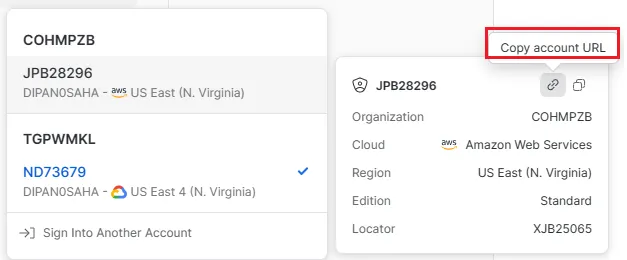 COHMPZB
JPB28296
DIPAN0SAHA - aws US East (N. Virginia)
TGPWMKL
ND73679
DIPAN0SAHA - US East 4 (N. Virginia)
Sign Into Another Account
Copy account URL
JPB28296
Organization COHMPZB
Cloud aws Amazon Web Services
Region US East (N. Virginia)
Edition Standard
Locator XJB25065